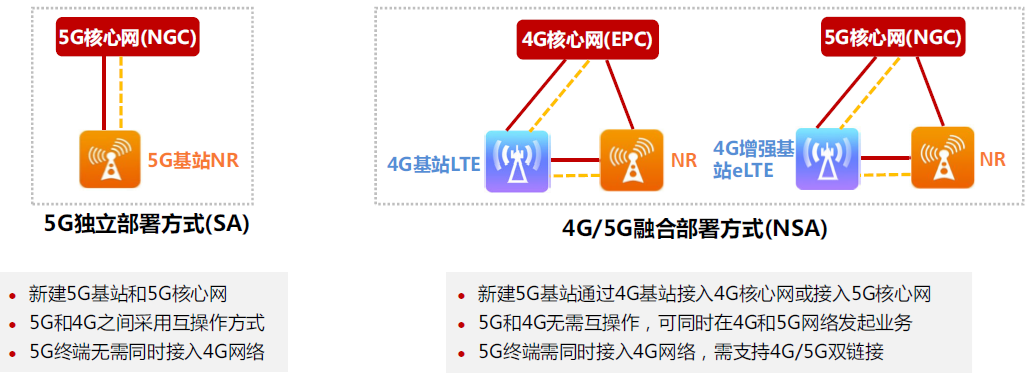 5G核心网(NGC)
5G基站NR
5G独立部署方式(SA)
4G核心网(EPC)
5G核心网(NGC)
4G基站LTE
NR
4G增强基
站eLTE
NR
4G/5G融合部署方式(NSA)
• 新建5G基站和5G核心网
• 5G和4G之间采用互操作方式
• 5G终端无需同时接入4G网络
• 新建5G基站通过4G基站接入4G核心网或接入5G核心网
• 5G和4G无需互操作，可同时在4G和5G网络发起业务
• 5G终端需同时接入4G网络，需支持4G/5G双链接